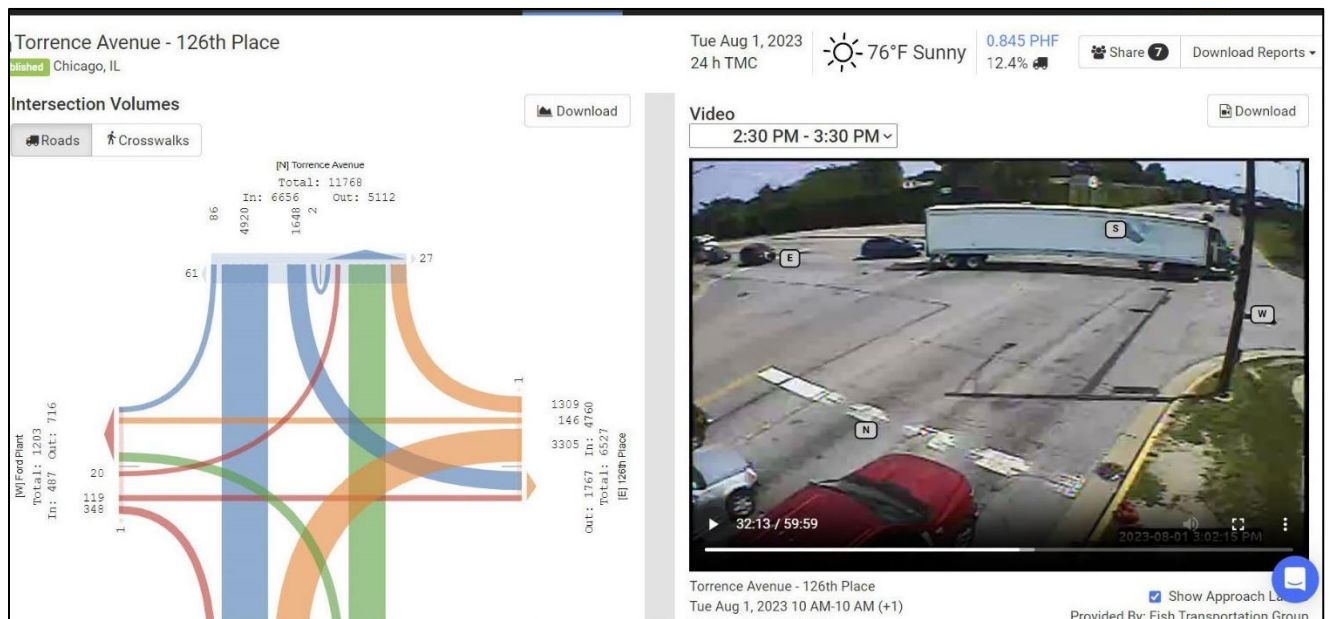 Torrence Avenue - 126th Place
Chicago, IL
Tue Aug 1, 2023
24 h TMC
76°F Sunny
0.845 PHF
12.4%
Share 7
Download Reports
Intersection Volumes
Download
Roads
Crosswalks
[N] Torrence Avenue
Total: 11768
In: 6656 Out: 5112
86
4920
1648
2
27
61
[W] Ford Plant
Total: 1203
In: 487 Out: 716
20
119
348
1
1
1309
146
3305
Out: 1767 In: 4760
Total: 6527
[E] 126th Place
Video
Download
2:30 PM - 3:30 PM
S
E
W
N
32:13 / 59:59
2023-08-01 3:02:15 PM
Torrence Avenue - 126th Place
Tue Aug 1, 2023 10 AM-10 AM (+1)
Show Approach
Provided By: Fish Transportation Group